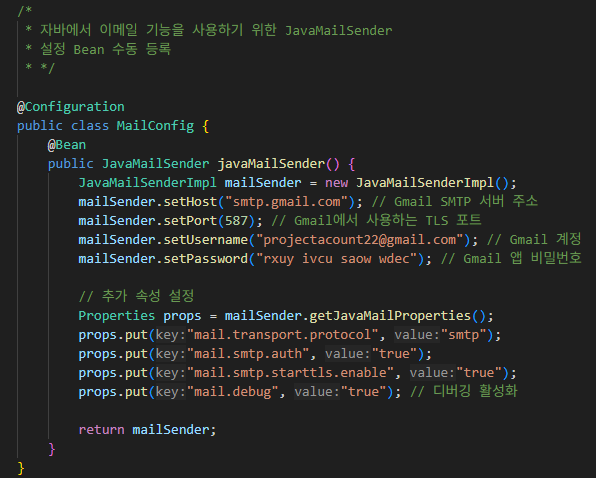 /*
* 자바에서 이메일 기능을 사용하기 위한 JavaMailSender
* 설정 Bean 수동 등록
* */
@Configuration
public class MailConfig {
@Bean
public JavaMailSender javaMailSender() {
JavaMailSenderImpl mailSender = new JavaMailSenderImpl();
mailSender.setHost("smtp.gmail.com"); // Gmail SMTP 서버 주소
mailSender.setPort(587); // Gmail에서 사용하는 TLS 포트
mailSender.setUsername("projectacount22@gmail.com"); // Gmail 계정
mailSender.setPassword("rxuy ivcu saow wdec"); // Gmail 앱 비밀번호
// 추가 속성 설정
Properties props = mailSender.getJavaMailProperties();
props.put(key:"mail.transport.protocol", value:"smtp");
props.put(key:"mail.smtp.auth", value:"true");
props.put(key:"mail.smtp.starttls.enable", value:"true");
props.put(key:"mail.debug", value:"true"); // 디버깅 활성화
return mailSender;
}
}